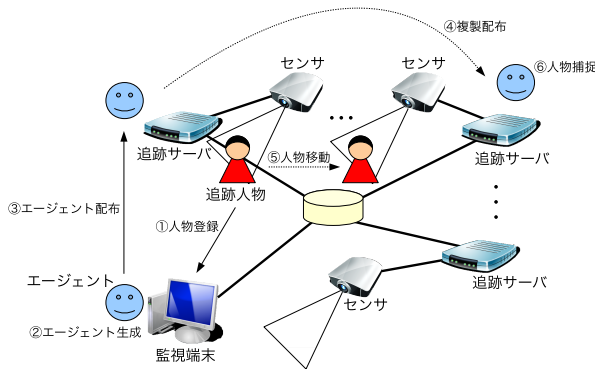 ④複製配布
センサ
センサ
⑥人物捕捉
…
追跡サーバ
追跡サーバ
⑤人物移動
追跡人物
③エージェント配布
①人物登録
エージェント
追跡サーバ
センサ
②エージェント生成
監視端末